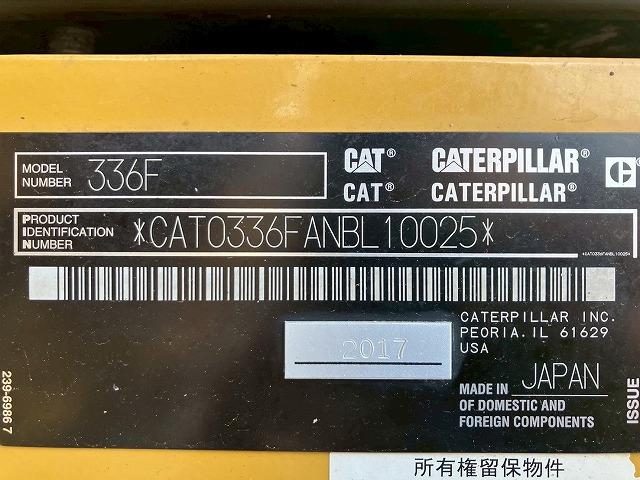 MODEL NUMBER 336F
CAT® CATERPILLAR® C
CAT® CATERPILLAR®
PRODUCT IDENTIFICATION NUMBER *CAT0336FANBL10025*
*CAT0336FANBL10025*
CATERPILLAR INC.
PEORIA, IL 61629
USA
2017
MADE IN JAPAN
OF DOMESTIC AND
FOREIGN COMPONENTS
239-6986 7
ISSUE
所有権留保物件